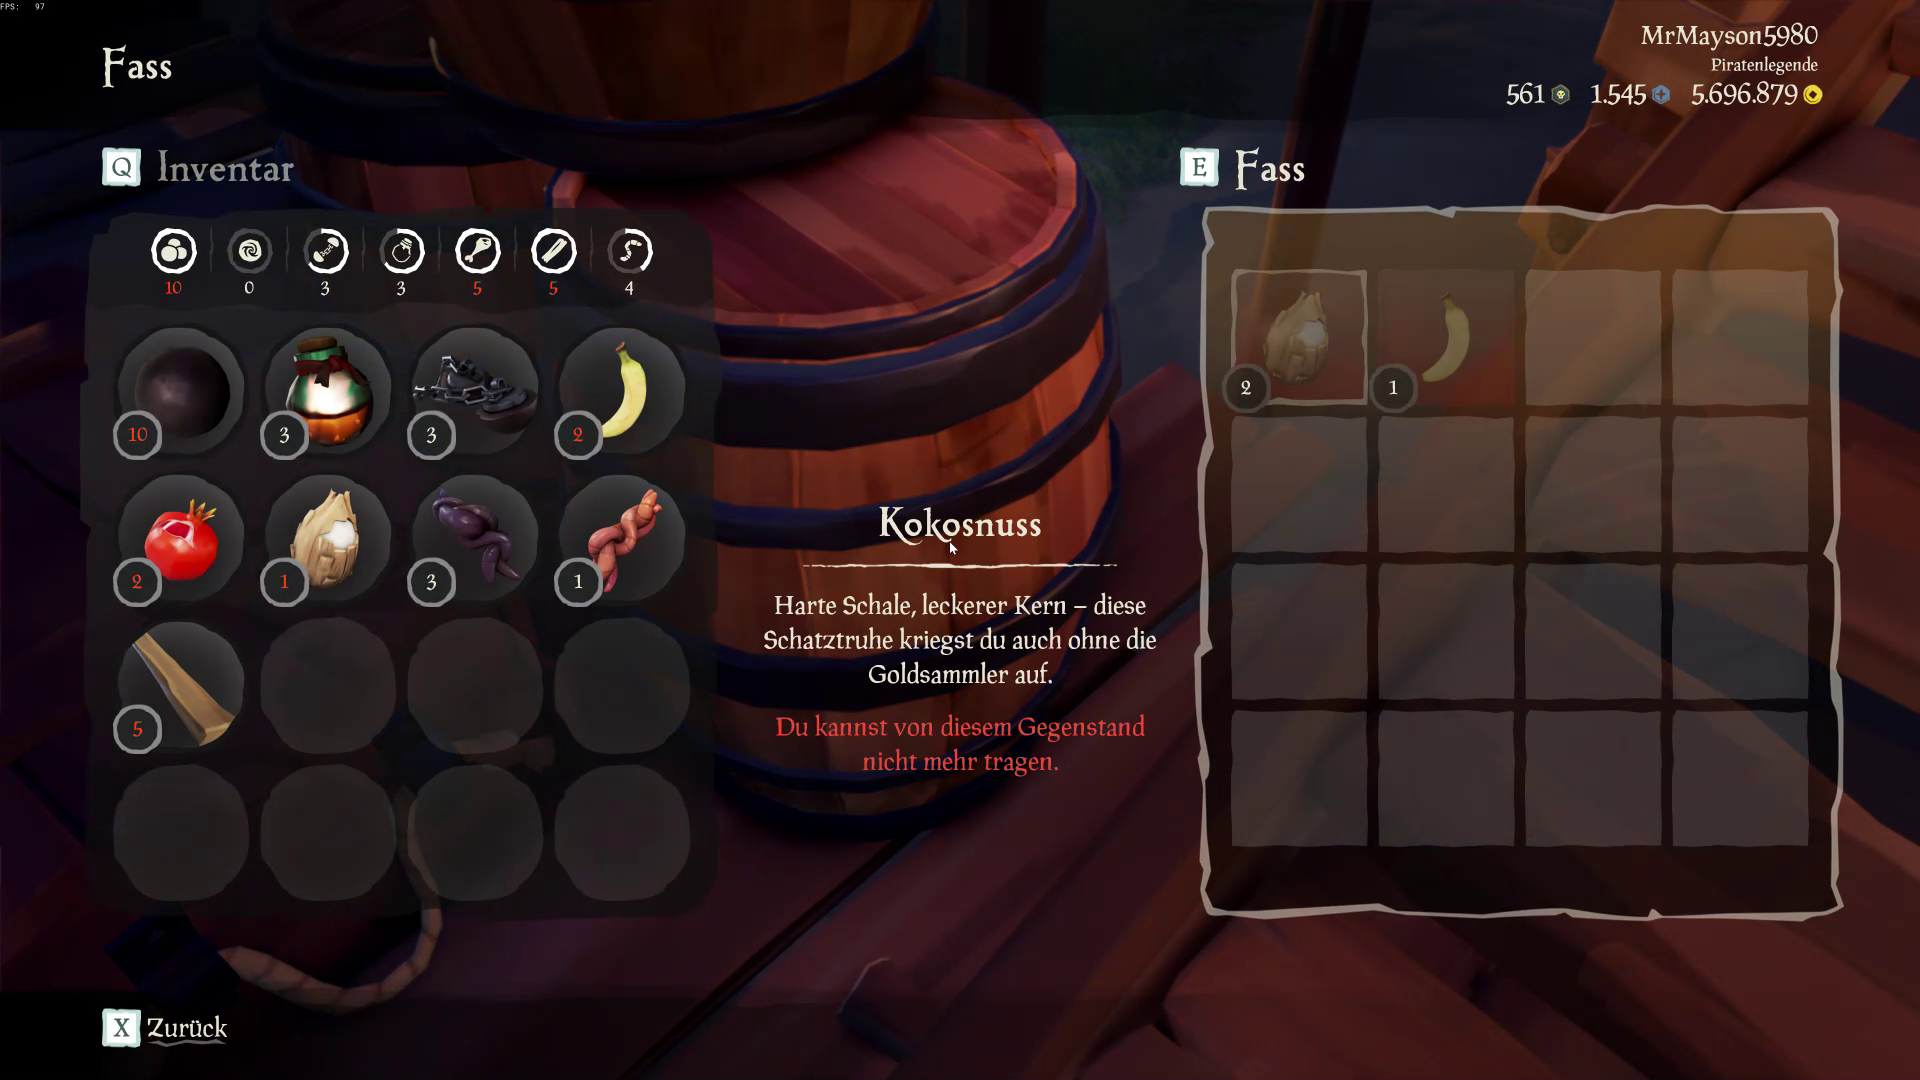 FPS: 97
Fass
MrMayson5980
Piratenlegende
561 1.545 5.696.879
Q Inventar
E Fass
10 0 3 3 5 5 4
10 3 3 2
2 1
2 1 3 1
5
Kokosnuss
Harte Schale, leckerer Kern – diese
Schatztruhe kriegst du auch ohne die
Goldsammler auf.
Du kannst von diesem Gegenstand
nicht mehr tragen.
X Zurück